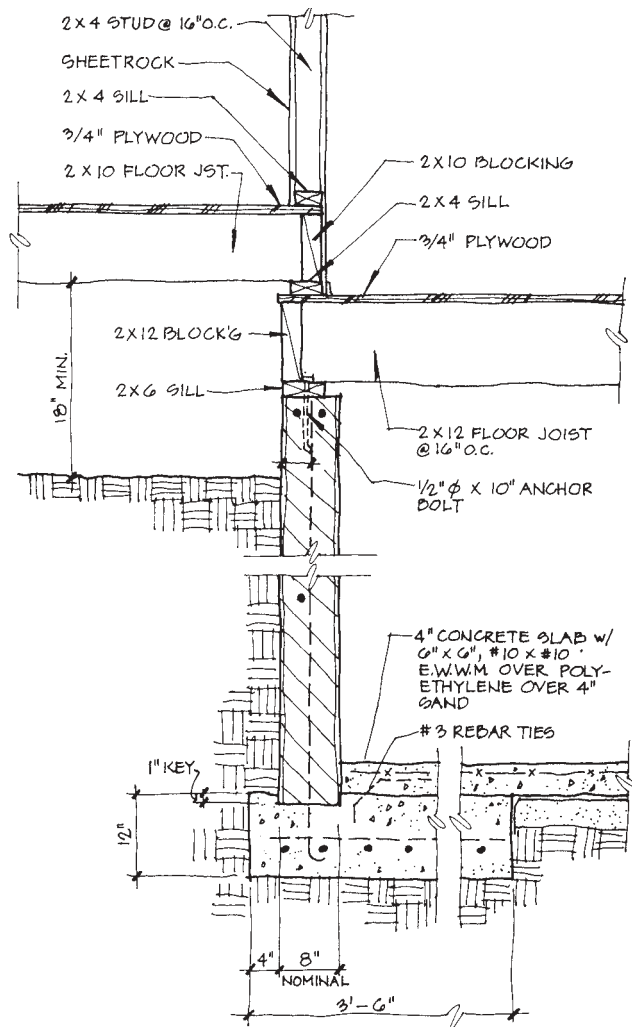 2 X 4 STUD @ 16" O.C.
SHEETROCK
2 X 4 SILL
3/4" PLYWOOD
2 X 10 FLOOR JST.
2 X 10 BLOCKING
2 X 4 SILL
3/4" PLYWOOD
2 X 12 BLOCK'G
18" MIN.
2 X 6 SILL
2 X 12 FLOOR JOIST
@ 16" O.C.
1/2" φ X 10" ANCHOR
BOLT
4" CONCRETE SLAB W/
6" X 6", #10 X #10
E.W.W.M. OVER POLY-
ETHYLENE OVER 4"
SAND
#3 REBAR TIES
1" KEY
12"
4"
8"
NOMINAL
3'-6"